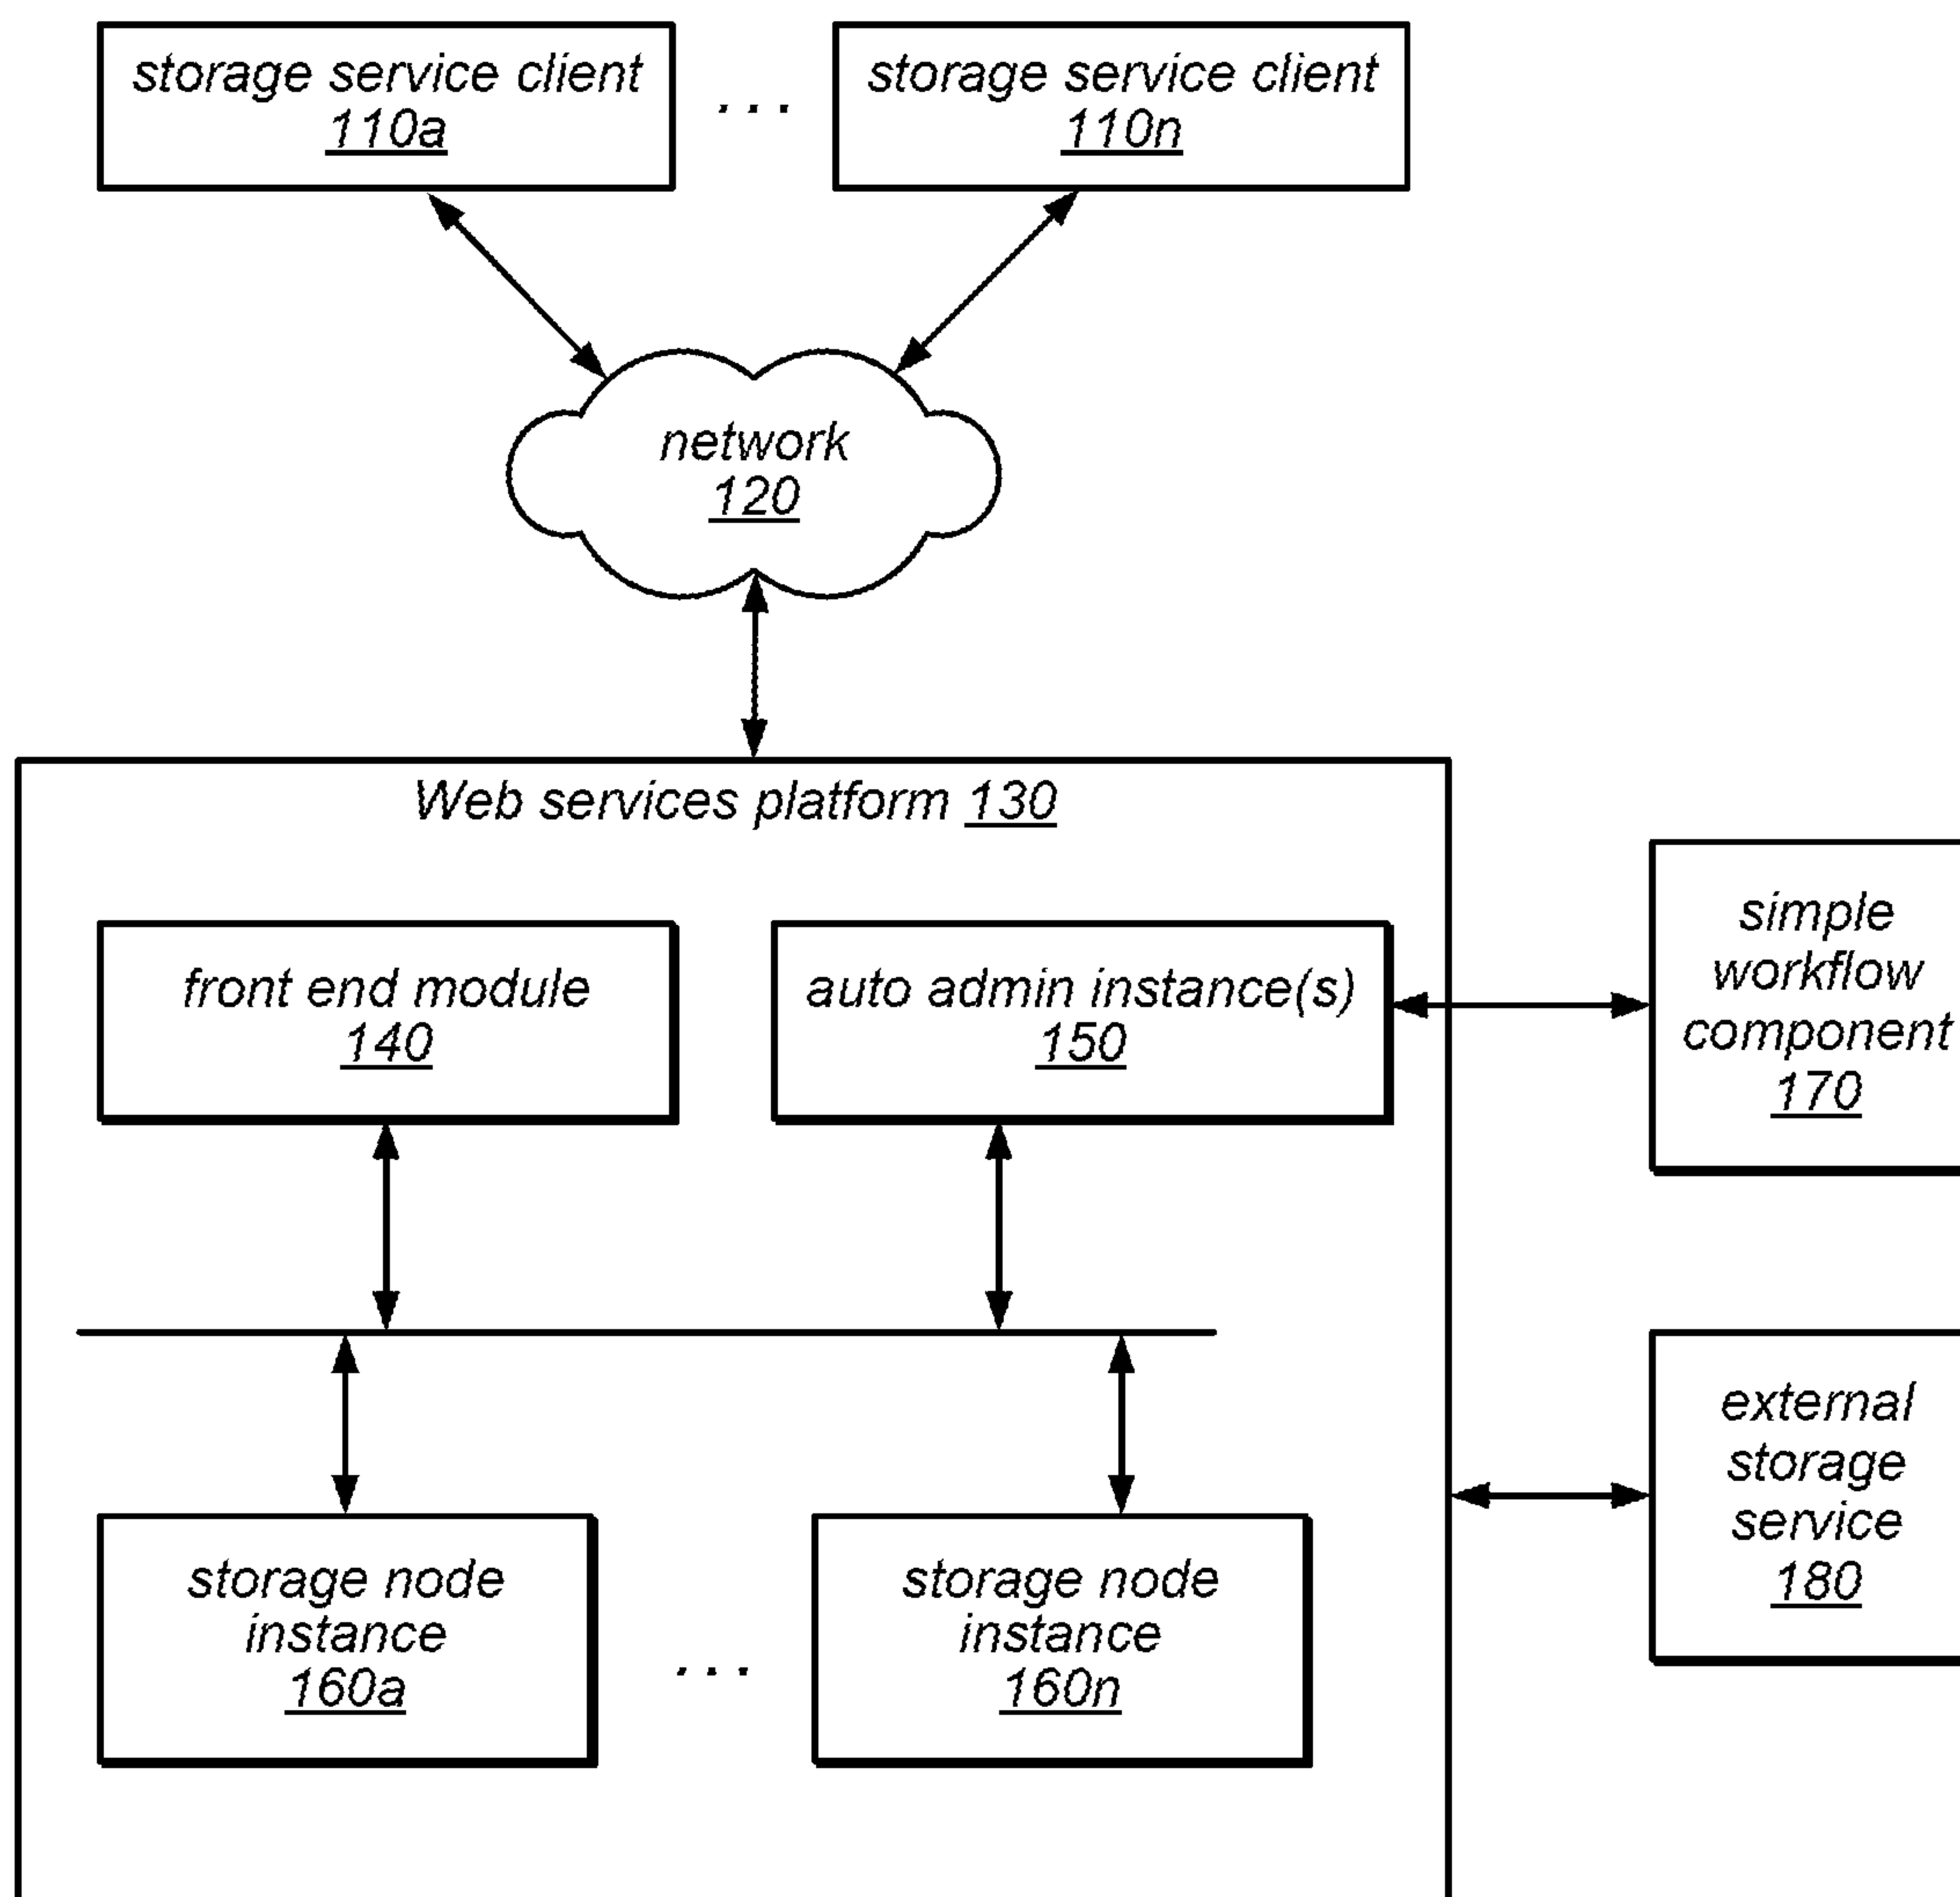 storage service client
110a
. . .
storage service client
110n
network
120
Web services platform 130
front end module
140
auto admin instance(s)
150
simple
workflow
component
170
external
storage
service
180
storage node
instance
160a
. . .
storage node
instance
160n